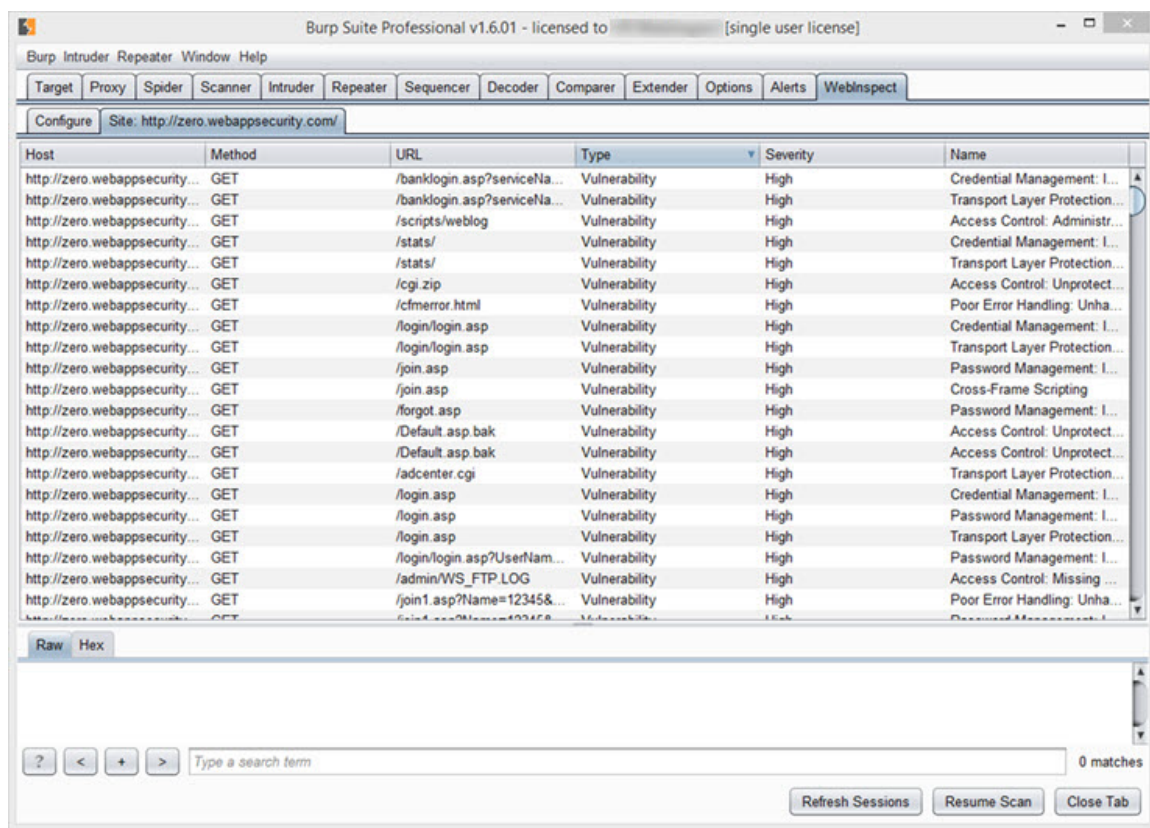 Burp Suite Professional v1.6.01 - licensed to [single user license]
Burp Intruder Repeater Window Help
Target Proxy Spider Scanner Intruder Repeater Sequencer Decoder Comparer Extender Options Alerts WebInspect
Configure Site: http://zero.webappsecurity.com/
Host Method URL Type Severity Name
http://zero.webappsecurity... GET /banklogin.asp?serviceNa... Vulnerability High Credential Management: I...
http://zero.webappsecurity... GET /banklogin.asp?serviceNa... Vulnerability High Transport Layer Protection...
http://zero.webappsecurity... GET /scripts/weblog Vulnerability High Access Control: Administr...
http://zero.webappsecurity... GET /stats/ Vulnerability High Credential Management: I...
http://zero.webappsecurity... GET /stats/ Vulnerability High Transport Layer Protection...
http://zero.webappsecurity... GET /cgi.zip Vulnerability High Access Control: Unprotect...
http://zero.webappsecurity... GET /cfmerror.html Vulnerability High Poor Error Handling: Unha...
http://zero.webappsecurity... GET /login/login.asp Vulnerability High Credential Management: I...
http://zero.webappsecurity... GET /login/login.asp Vulnerability High Transport Layer Protection...
http://zero.webappsecurity... GET /join.asp Vulnerability High Password Management: I...
http://zero.webappsecurity... GET /join.asp Vulnerability High Cross-Frame Scripting
http://zero.webappsecurity... GET /forgot.asp Vulnerability High Password Management: I...
http://zero.webappsecurity... GET /Default.asp.bak Vulnerability High Access Control: Unprotect...
http://zero.webappsecurity... GET /Default.asp.bak Vulnerability High Access Control: Unprotect...
http://zero.webappsecurity... GET /adcenter.cgi Vulnerability High Transport Layer Protection...
http://zero.webappsecurity... GET /login.asp Vulnerability High Credential Management: I...
http://zero.webappsecurity... GET /login.asp Vulnerability High Password Management: I...
http://zero.webappsecurity... GET /login.asp Vulnerability High Transport Layer Protection...
http://zero.webappsecurity... GET /login/login.asp?UserNam... Vulnerability High Password Management: I...
http://zero.webappsecurity... GET /admin/WS_FTP.LOG Vulnerability High Access Control: Missing ...
http://zero.webappsecurity... GET /join1.asp?Name=12345&... Vulnerability High Poor Error Handling: Unha...
Raw Hex
? < + > Type a search term 0 matches
Refresh Sessions Resume Scan Close Tab